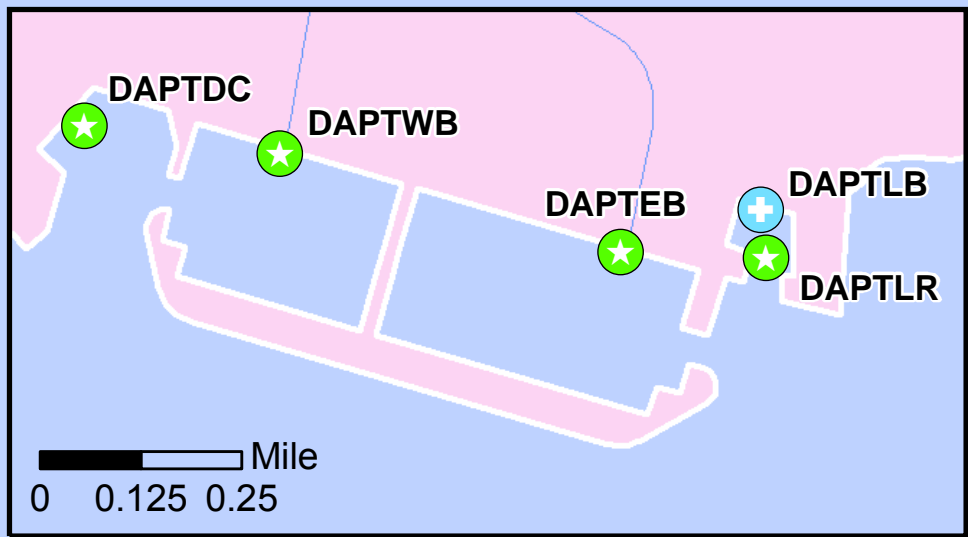 DAPTDC
DAPTWB
DAPTLB
DAPTEB
DAPTLR
Mile
0 0.125 0.25